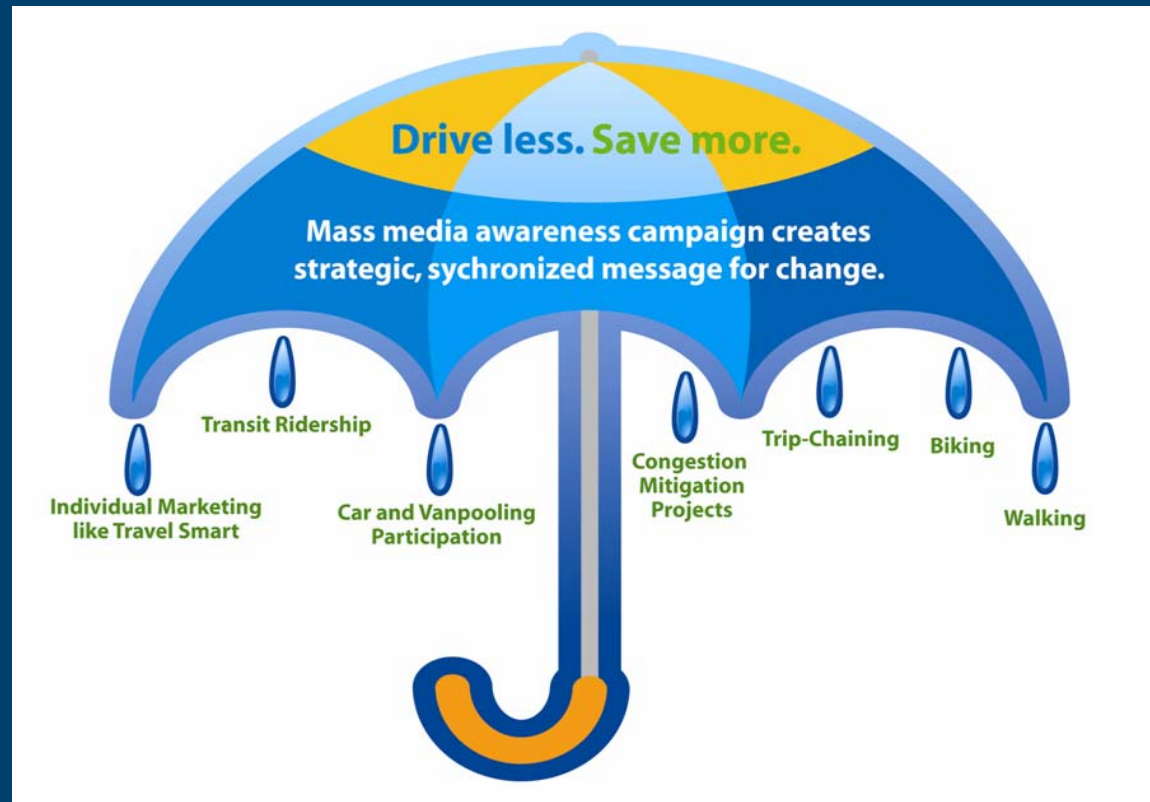 Drive less. Save more.
Mass media awareness campaign creates
strategic, sychronized message for change.
Individual Marketing
like Travel Smart
Transit Ridership
Car and Vanpooling
Participation
Congestion
Mitigation
Projects
Trip-Chaining
Biking
Walking